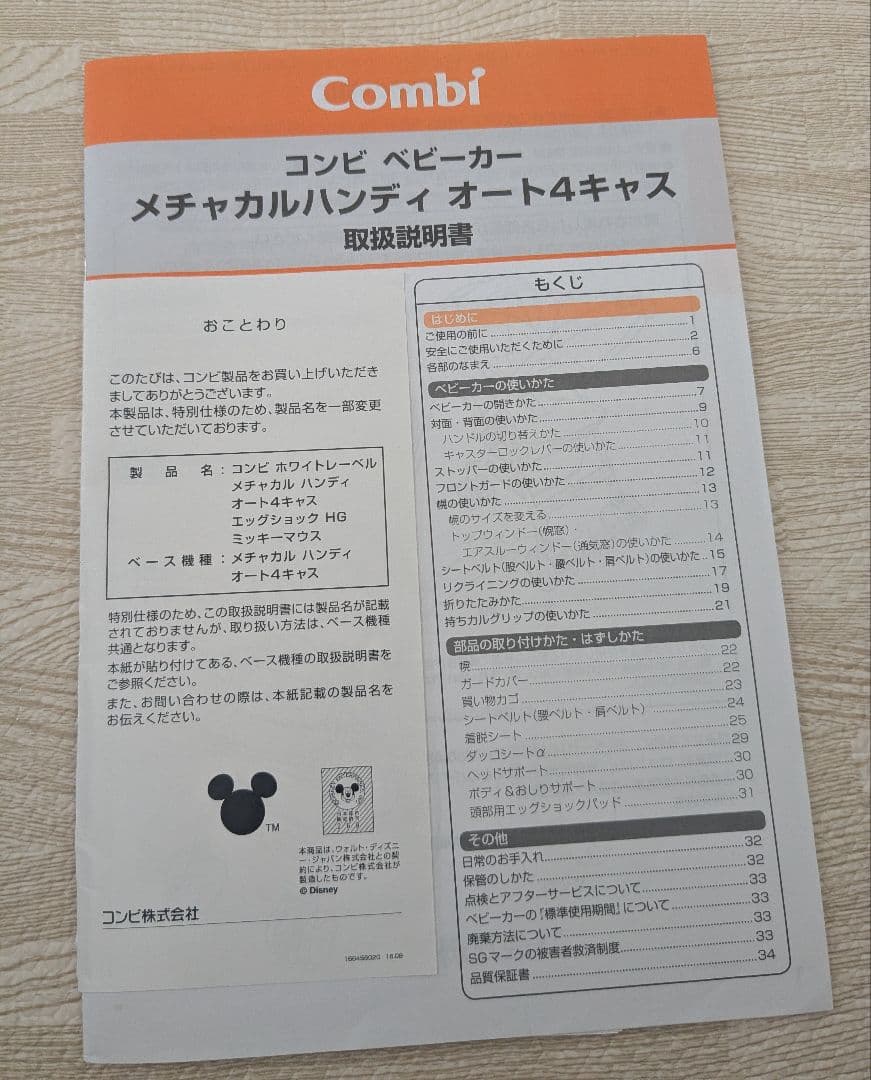 Combi
コンビ ベビーカー
メチャカルハンディ オート4キャス
取扱説明書
おことわり
このたびは、コンビ製品をお買い上げいただき
ましてありがとうございます。
本製品は、特別仕様のため、製品名を一部変更
させていただいております。
製品名：コンビ ホワイトレーベル
メチャカル ハンディ
オート4キャス
エッグショック HG
ミッキーマウス
ベース機種：メチャカル ハンディ
オート4キャス
特別仕様のため、この取扱説明書には製品名が記載
されておりませんが、取り扱い方法は、ベース機種
共通となります。
本紙が貼り付けてある、ベース機種の取扱説明書を
ご参照ください。
また、お問い合わせの際は、本紙記載の製品名を
お伝えください。
TM
本商品は、ウォルト・ディズニ
ー・ジャパン株式会社との契
約により、コンビ株式会社が
製造したものです。
© Disney
コンビ株式会社
もくじ
はじめに
ご使用の前に 1
安全にご使用いただくために 2
各部のなまえ 6
ベビーカーの使いかた
ベビーカーの開きかた 7
対面・背面の使いかた 9
ハンドルの切り替えかた 10
キャスターロックレバーの使いかた 11
ストッパーの使いかた 11
フロントガードの使いかた 12
幌の使いかた 13
幌のサイズを変える 13
トップウィンドー(幌窓)・
エアスルーウィンドー(通気窓)の使いかた 14
シートベルト(股ベルト・腰ベルト・肩ベルト)の使いかた 15
リクライニングの使いかた 17
折りたたみかた 19
持ちカルグリップの使いかた 21
部品の取り付けかた・はずしかた
幌 22
ガードカバー 22
買い物カゴ 23
シートベルト(腰ベルト・肩ベルト) 24
着脱シート 25
ダッコシートα 29
ヘッドサポート 30
ボディ&おしりサポート 30
頭部用エッグショックパッド 31
その他
日常のお手入れ 32
保管のしかた 32
点検とアフターサービスについて 33
ベビーカーの『標準使用期間』について 33
廃棄方法について 33
SGマークの被害者救済制度 33
品質保証書 34